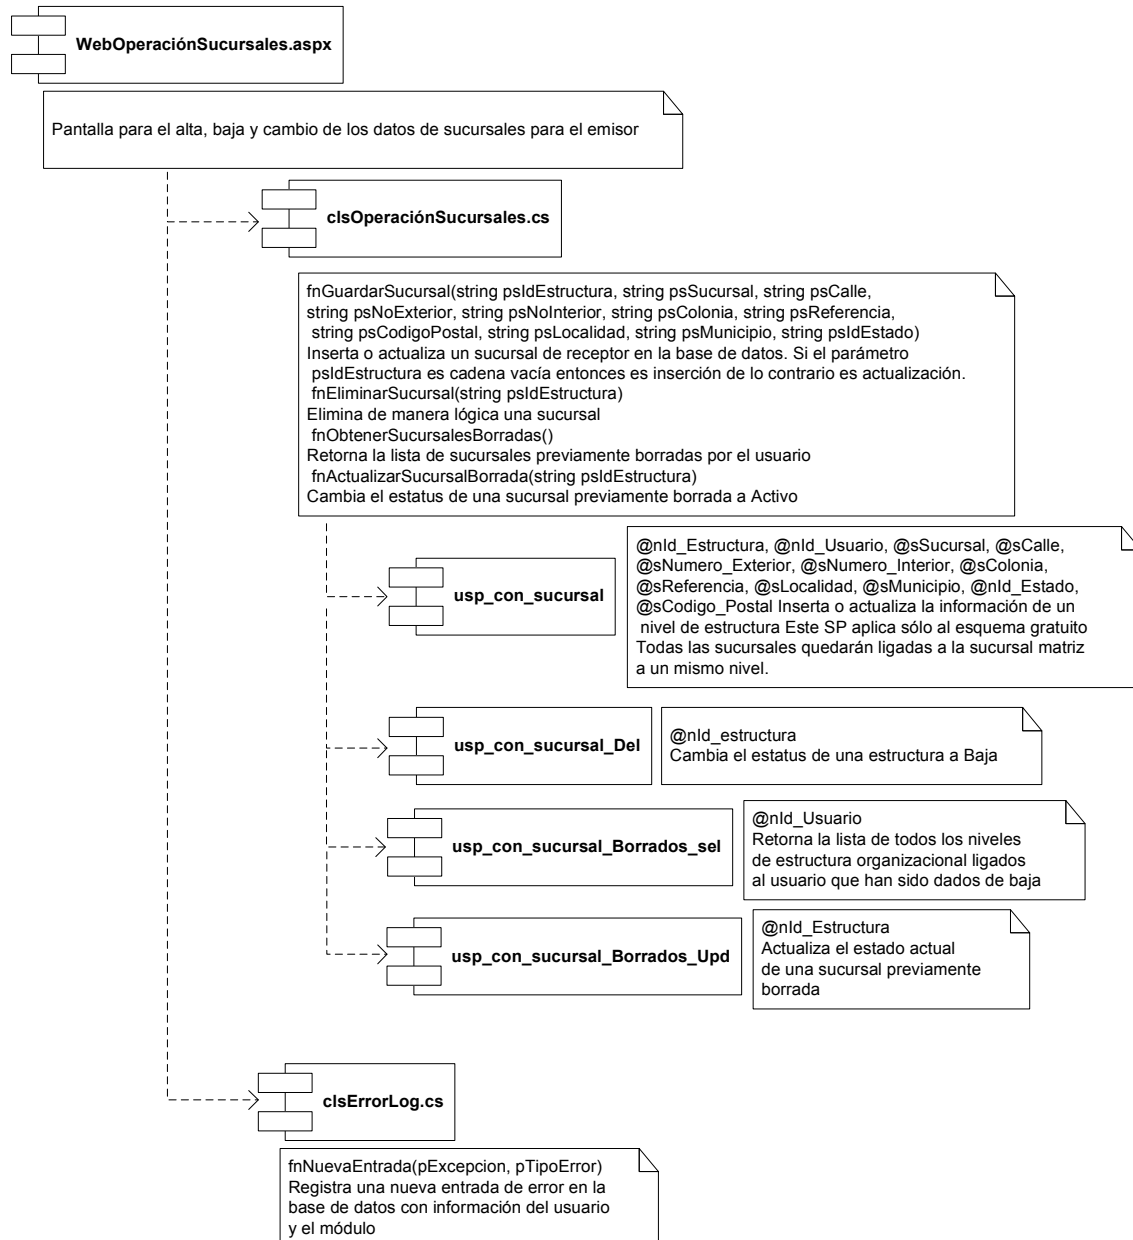 WebOperaciónSucursales.aspx
Pantalla para el alta, baja y cambio de los datos de sucursales para el emisor
clsOperaciónSucursales.cs
fnGuardarSucursal(string psIdEstructura, string psSucursal, string psCalle,
string psNoExterior, string psNoInterior, string psColonia, string psReferencia,
string psCodigoPostal, string psLocalidad, string psMunicipio, string psIdEstado)
Inserta o actualiza un sucursal de receptor en la base de datos. Si el parámetro
psIdEstructura es cadena vacía entonces es inserción de lo contrario es actualización.
fnEliminarSucursal(string psIdEstructura)
Elimina de manera lógica una sucursal
fnObtenerSucursalesBorradas()
Retorna la lista de sucursales previamente borradas por el usuario
fnActualizarSucursalBorrada(string psIdEstructura)
Cambia el estatus de una sucursal previamente borrada a Activo
usp_con_sucursal
@nId_Estructura, @nId_Usuario, @sSucursal, @sCalle,
@sNumero_Exterior, @sNumero_Interior, @sColonia,
@sReferencia, @sLocalidad, @sMunicipio, @nId_Estado,
@sCodigo_Postal Inserta o actualiza la información de un
nivel de estructura Este SP aplica sólo al esquema gratuito
Todas las sucursales quedarán ligadas a la sucursal matriz
a un mismo nivel.
usp_con_sucursal_Del
@nId_estructura
Cambia el estatus de una estructura a Baja
usp_con_sucursal_Borrados_sel
@nId_Usuario
Retorna la lista de todos los niveles
de estructura organizacional ligados
al usuario que han sido dados de baja
usp_con_sucursal_Borrados_Upd
@nId_Estructura
Actualiza el estado actual
de una sucursal previamente
borrada
clsErrorLog.cs
fnNuevaEntrada(pExcepcion, pTipoError)
Registra una nueva entrada de error en la
base de datos con información del usuario
y el módulo